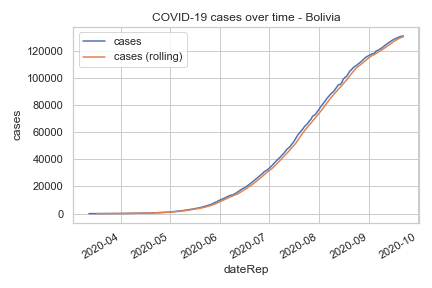 COVID-19 cases over time - Bolivia
cases
cases (rolling)
120000
100000
80000
60000
40000
20000
0
cases
2020-04
2020-05
2020-06
2020-07
2020-08
2020-09
2020-10
dateRep